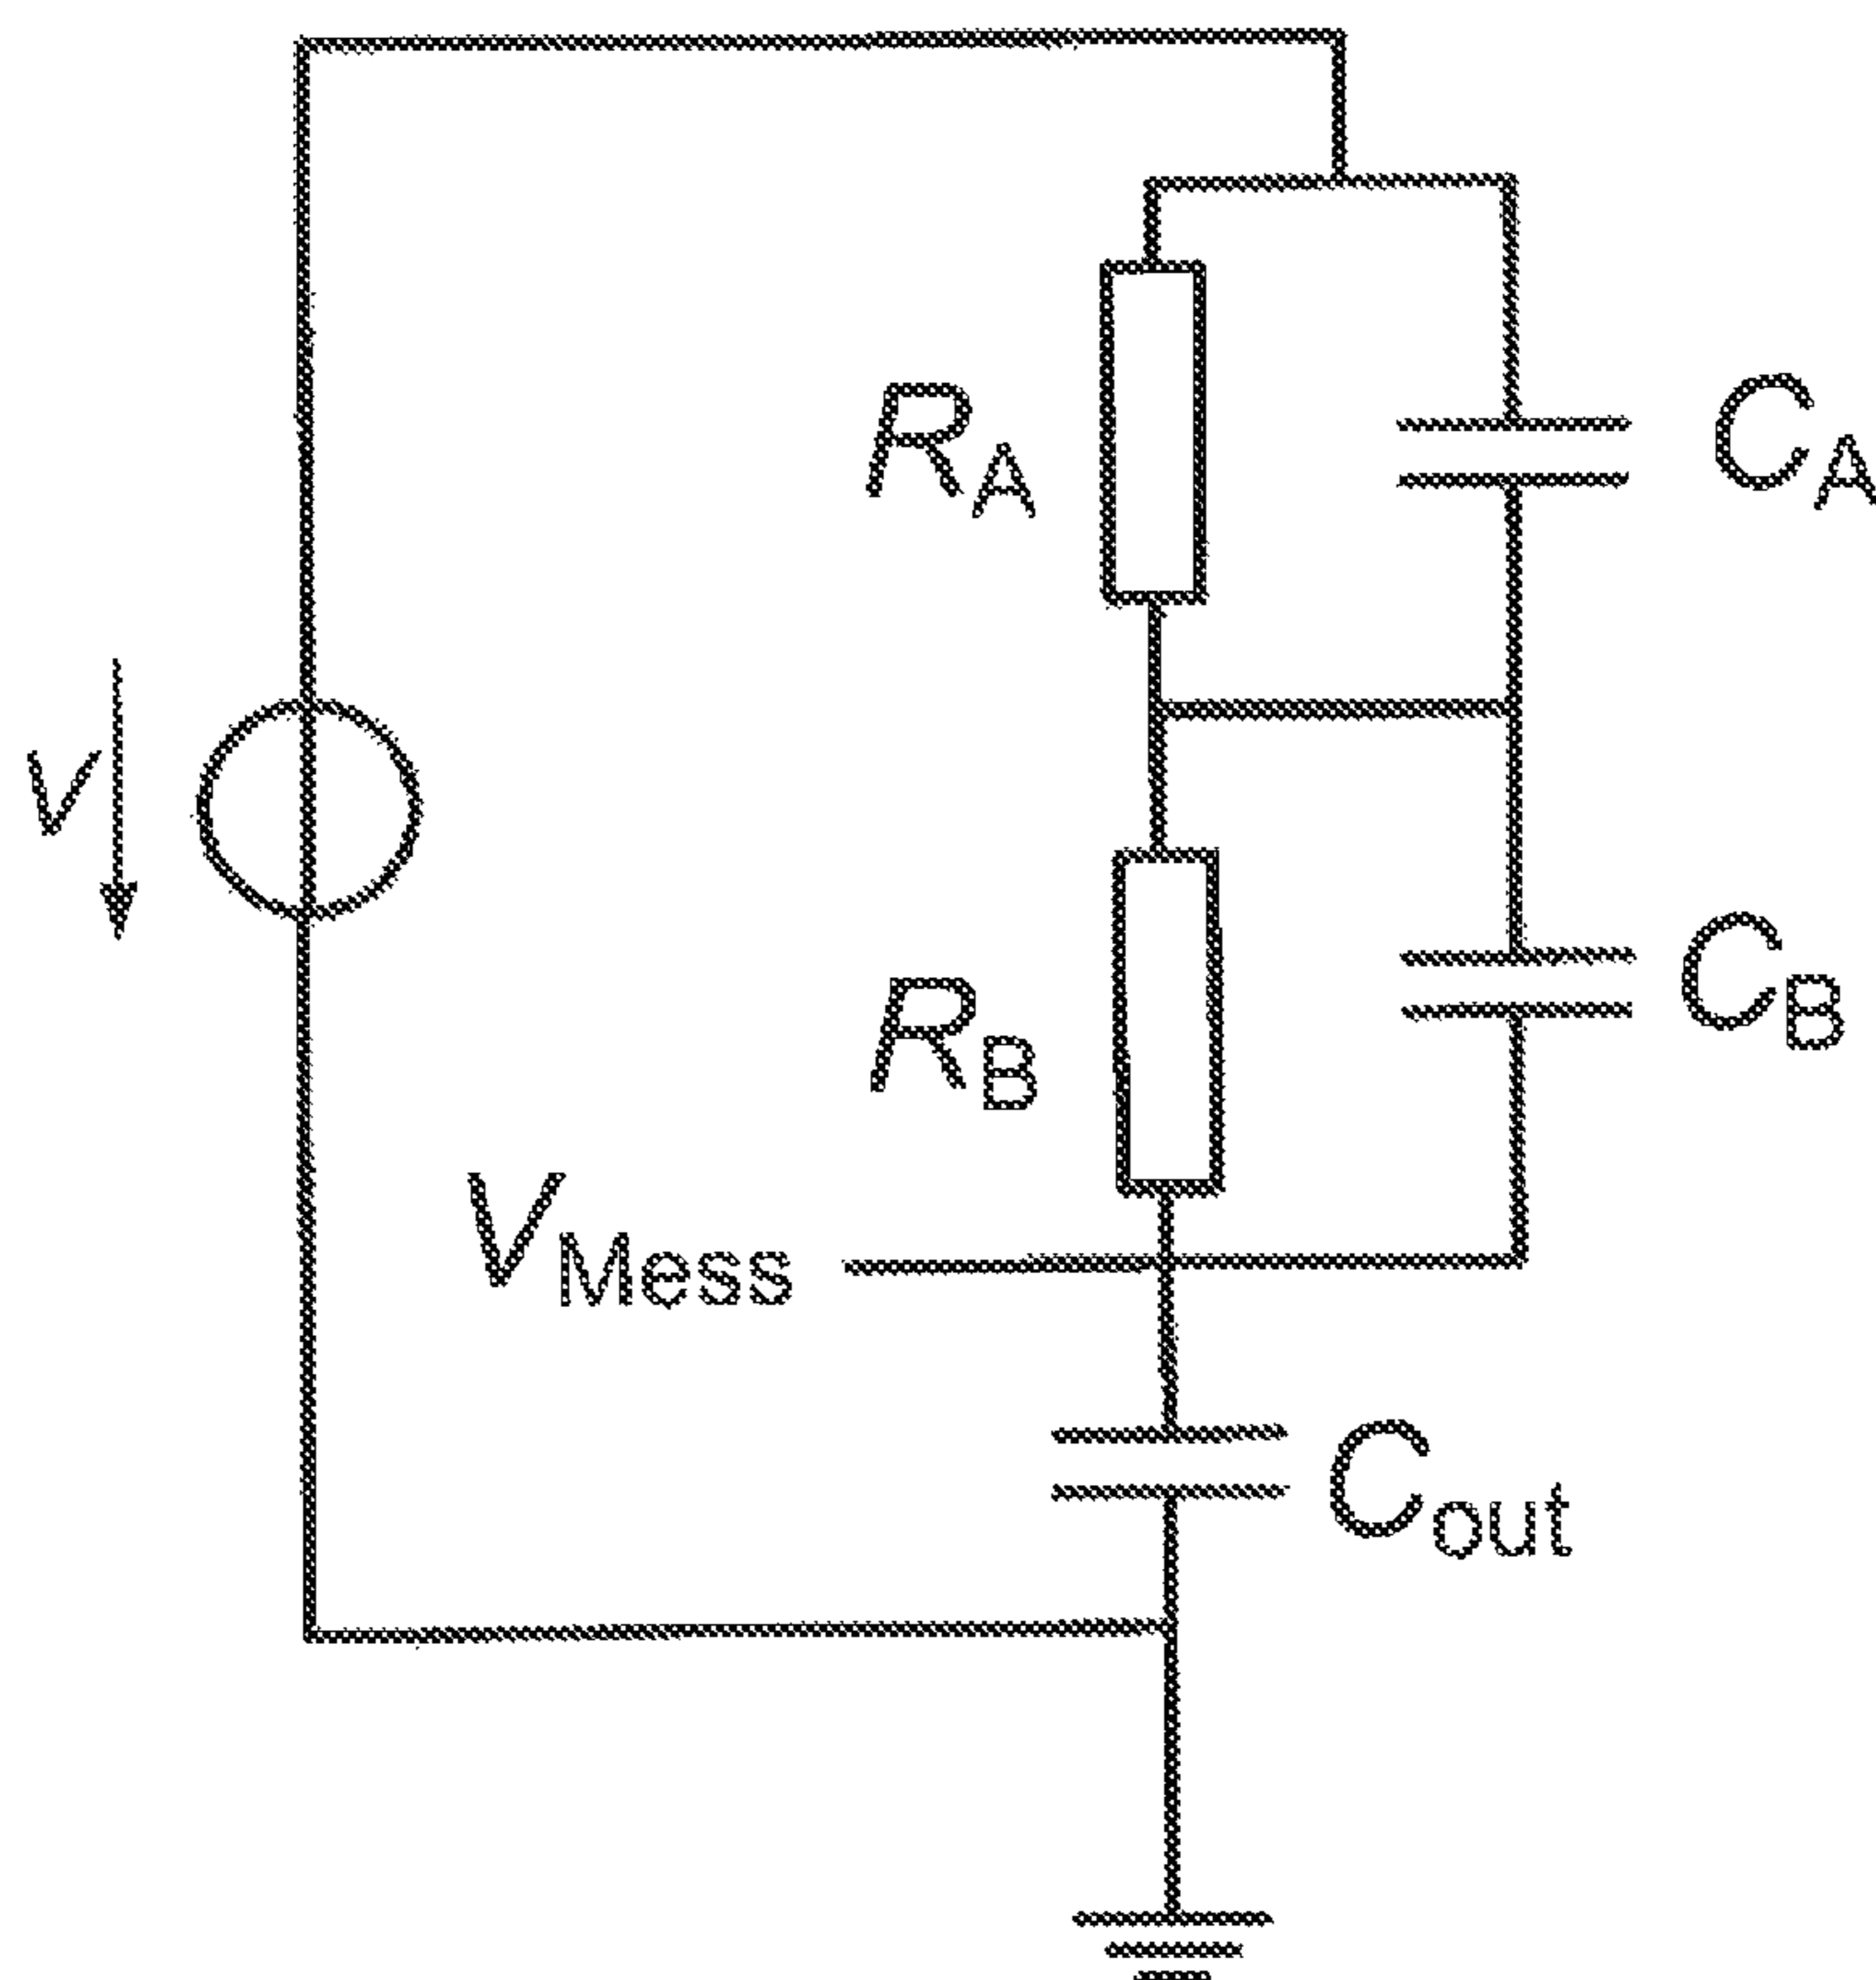 R_A
C_A
V
R_B
C_B
V_Mess
C_out